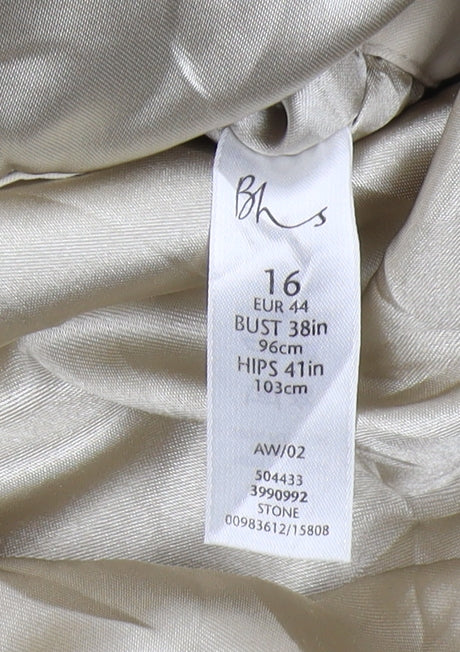 Bhs
16
EUR 44
BUST 38in
96cm
HIPS 41in
103cm
AW/02
504433
3990992
STONE
00983612/15808